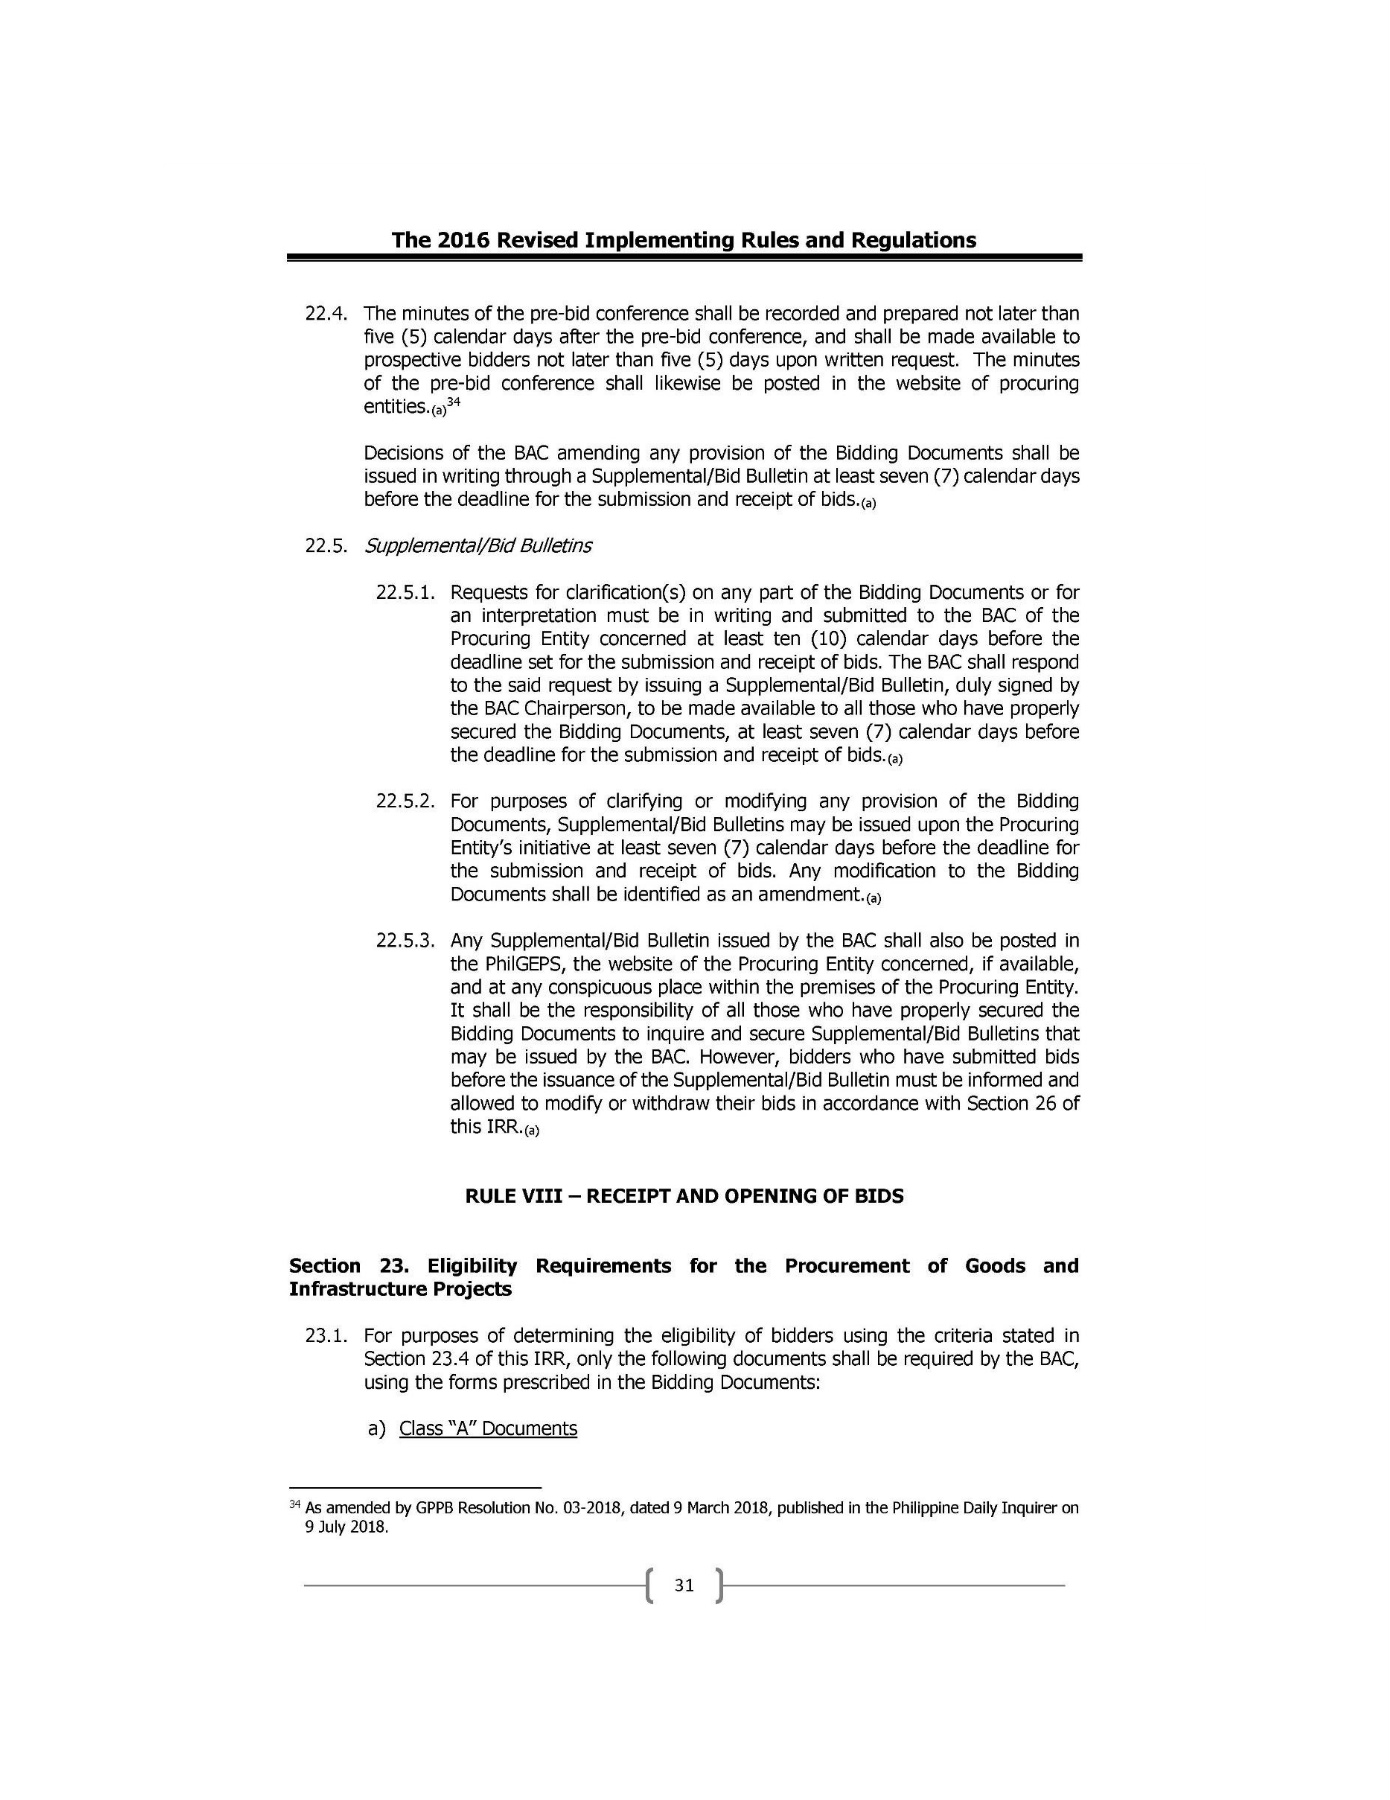 The 2016 Revised Implementing Rules and Regulations
22.4. The minutes of the pre-bid conference shall be recorded and prepared not later than
five (5) calendar days after the pre-bid conference, and shall be made available to
prospective bidders not later than five (5) days upon written request. The minutes
of the pre-bid conference shall likewise be posted in the website of procuring
entities.(a)34
Decisions of the BAC amending any provision of the Bidding Documents shall be
issued in writing through a Supplemental/Bid Bulletin at least seven (7) calendar days
before the deadline for the submission and receipt of bids.(a)
22.5. Supplemental/Bid Bulletins
22.5.1. Requests for clarification(s) on any part of the Bidding Documents or for
an interpretation must be in writing and submitted to the BAC of the
Procuring Entity concerned at least ten (10) calendar days before the
deadline set for the submission and receipt of bids. The BAC shall respond
to the said request by issuing a Supplemental/Bid Bulletin, duly signed by
the BAC Chairperson, to be made available to all those who have properly
secured the Bidding Documents, at least seven (7) calendar days before
the deadline for the submission and receipt of bids.(a)
22.5.2. For purposes of clarifying or modifying any provision of the Bidding
Documents, Supplemental/Bid Bulletins may be issued upon the Procuring
Entity's initiative at least seven (7) calendar days before the deadline for
the submission and receipt of bids. Any modification to the Bidding
Documents shall be identified as an amendment.(a)
22.5.3. Any Supplemental/Bid Bulletin issued by the BAC shall also be posted in
the PhilGEPS, the website of the Procuring Entity concerned, if available,
and at any conspicuous place within the premises of the Procuring Entity.
It shall be the responsibility of all those who have properly secured the
Bidding Documents to inquire and secure Supplemental/Bid Bulletins that
may be issued by the BAC. However, bidders who have submitted bids
before the issuance of the Supplemental/Bid Bulletin must be informed and
allowed to modify or withdraw their bids in accordance with Section 26 of
this IRR.(a)
RULE VIII – RECEIPT AND OPENING OF BIDS
Section 23. Eligibility Requirements for the Procurement of Goods and
Infrastructure Projects
23.1. For purposes of determining the eligibility of bidders using the criteria stated in
Section 23.4 of this IRR, only the following documents shall be required by the BAC,
using the forms prescribed in the Bidding Documents:
a) Class "A" Documents
34 As amended by GPPB Resolution No. 03-2018, dated 9 March 2018, published in the Philippine Daily Inquirer on
9 July 2018.
31